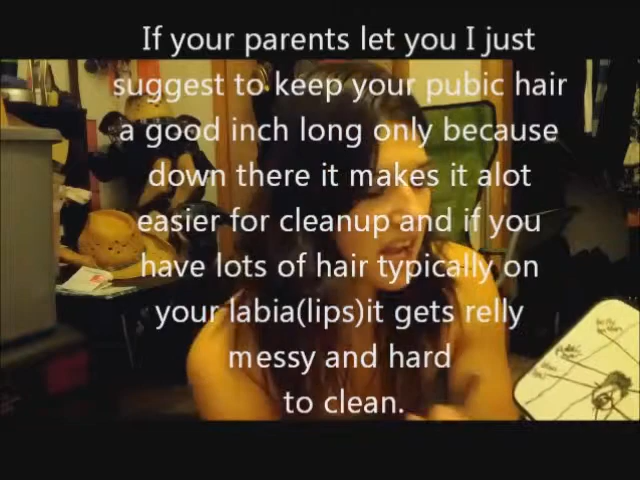 If your parents let you I just
suggest to keep your pubic hair
a good inch long only because
down there it makes it alot
easier for cleanup and if you
have lots of hair typically on
your labia(lips)it gets relly
messy and hard
to clean.